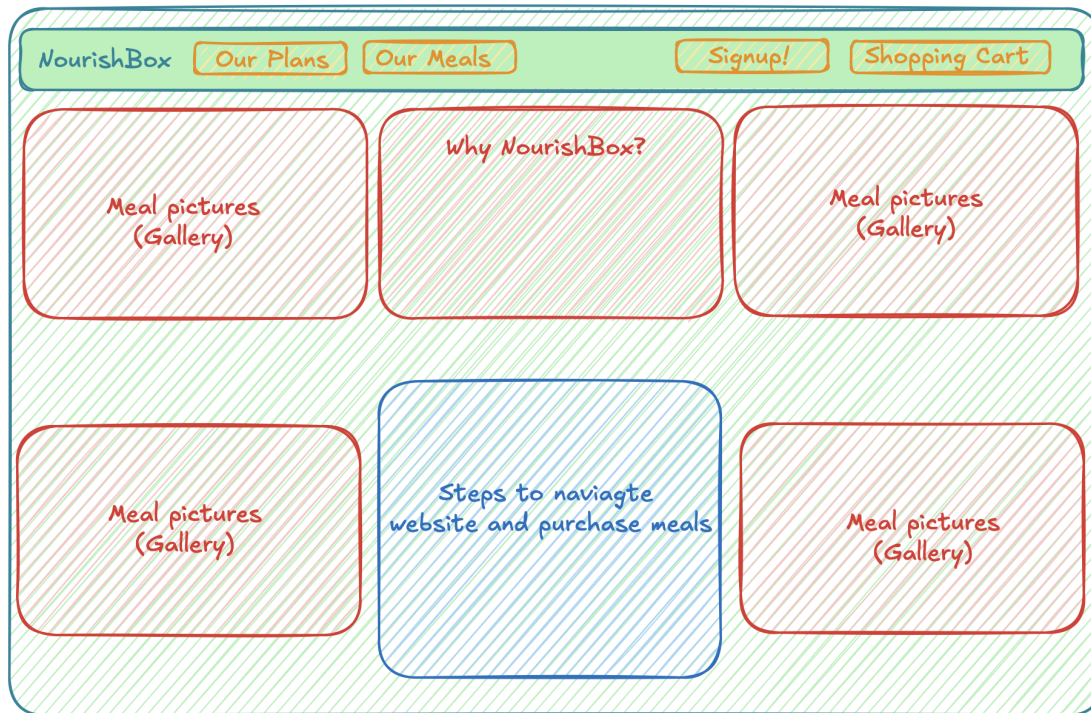 NourishBox
Our Plans
Our Meals
Signup!
Shopping Cart
Meal pictures
(Gallery)
Why NourishBox?
Meal pictures
(Gallery)
Meal pictures
(Gallery)
Steps to naviagte
website and purchase meals
Meal pictures
(Gallery)